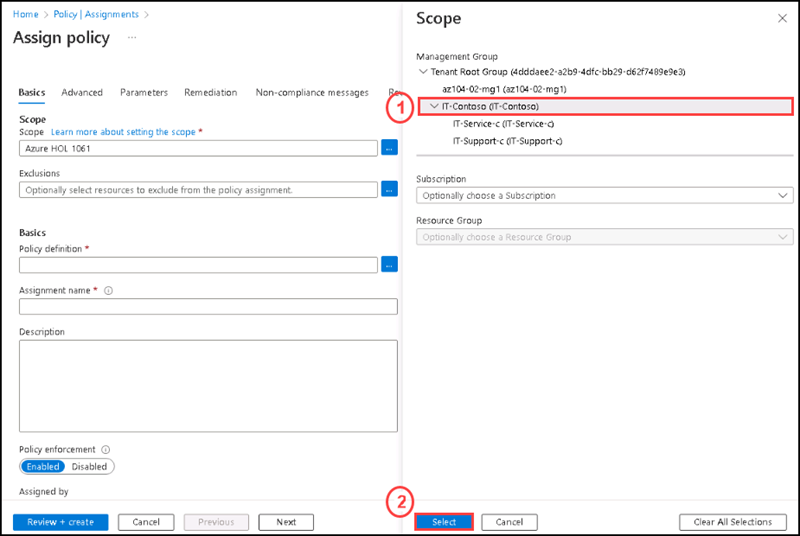 Home > Policy | Assignments >
Assign policy ...
Basics Advanced Parameters Remediation Non-compliance messages
Scope
Scope Learn more about setting the scope *
Azure HOL 1061
...
Exclusions
Optionally select resources to exclude from the policy assignment.
...
Basics
Policy definition *
...
Assignment name *
Description
Policy enforcement
Enabled Disabled
Assigned by
Review + create Cancel Previous Next
Scope
Management Group
Tenant Root Group (4dddaee2-a2b9-4dfc-bb29-d62f7489e9e3)
az104-02-mg1 (az104-02-mg1)
1
IT-Contoso (IT-Contoso)
IT-Service-c (IT-Service-c)
IT-Support-c (IT-Support-c)
Subscription
Optionally choose a Subscription
Resource Group
Optionally choose a Resource Group
2
Select Cancel Clear All Selections